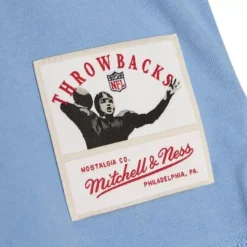 THROWBACKS
NFL
NOSTALGIA CO.
Mitchell & Ness
PHILADELPHIA, PA.